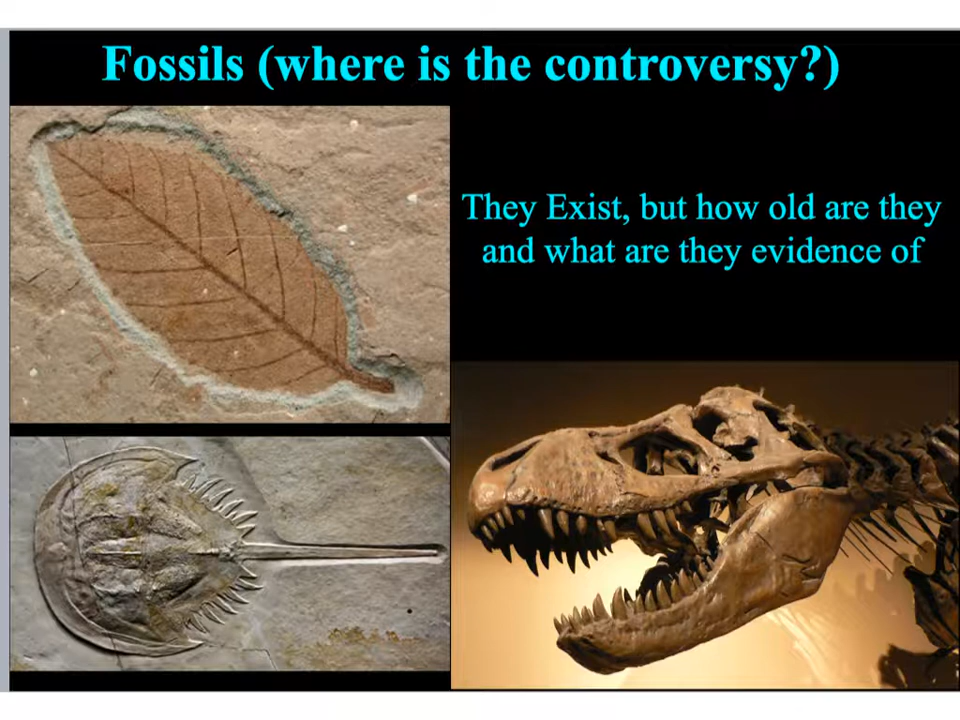 Fossils (where is the controversy?)
They Exist, but how old are they
and what are they evidence of